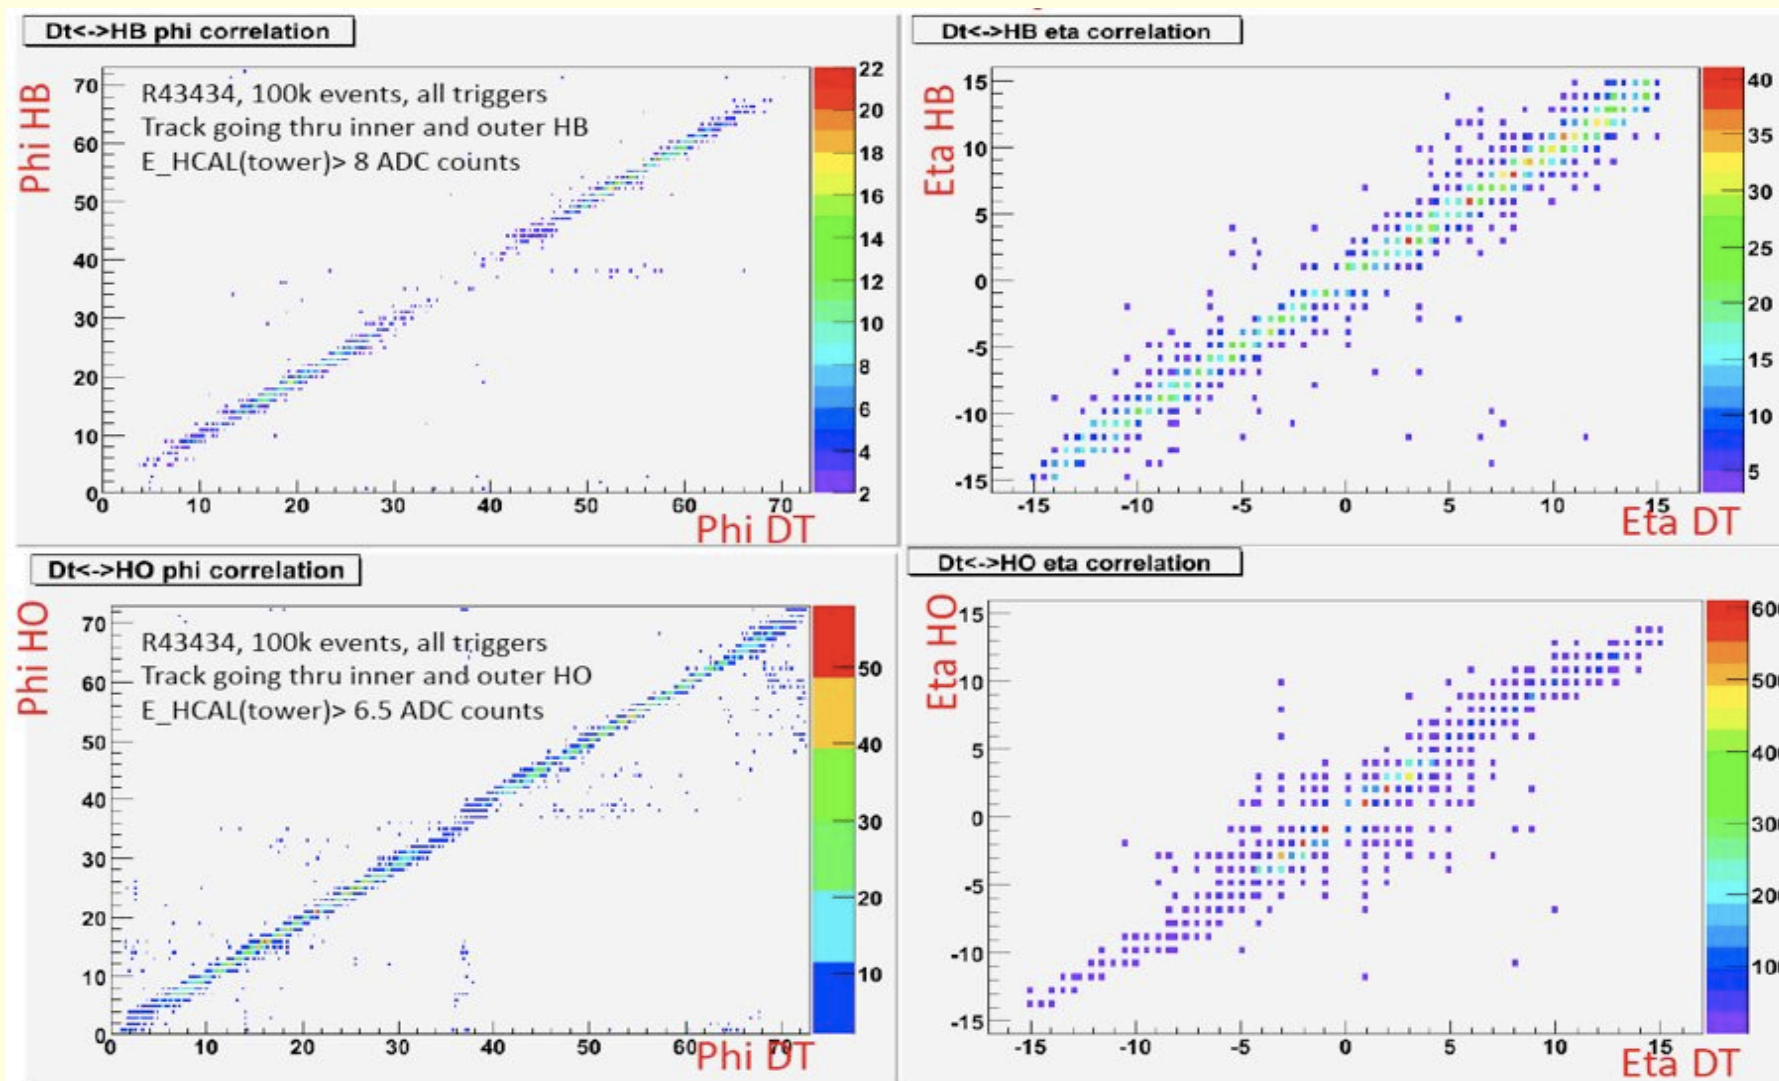 Dt<->HB phi correlation
Phi HB
R43434, 100k events, all triggers
Track going thru inner and outer HB
E_HCAL(tower)> 8 ADC counts
70
60
50
40
30
20
10
0
0 10 20 30 40 50 60 70
Phi DT
22
20
18
16
14
12
10
8
6
4
2
Dt<->HB eta correlation
Eta HB
15
10
5
0
-5
-10
-15
-15 -10 -5 0 5 10 15
Eta DT
40
35
30
25
20
15
10
5
Dt<->HO phi correlation
Phi HO
R43434, 100k events, all triggers
Track going thru inner and outer HO
E_HCAL(tower)> 6.5 ADC counts
70
60
50
40
30
20
10
0
0 10 20 30 40 50 60 70
Phi DT
50
40
30
20
10
Dt<->HO eta correlation
Eta HO
15
10
5
0
-5
-10
-15
-15 -10 -5 0 5 10 15
Eta DT
600
500
400
300
200
100